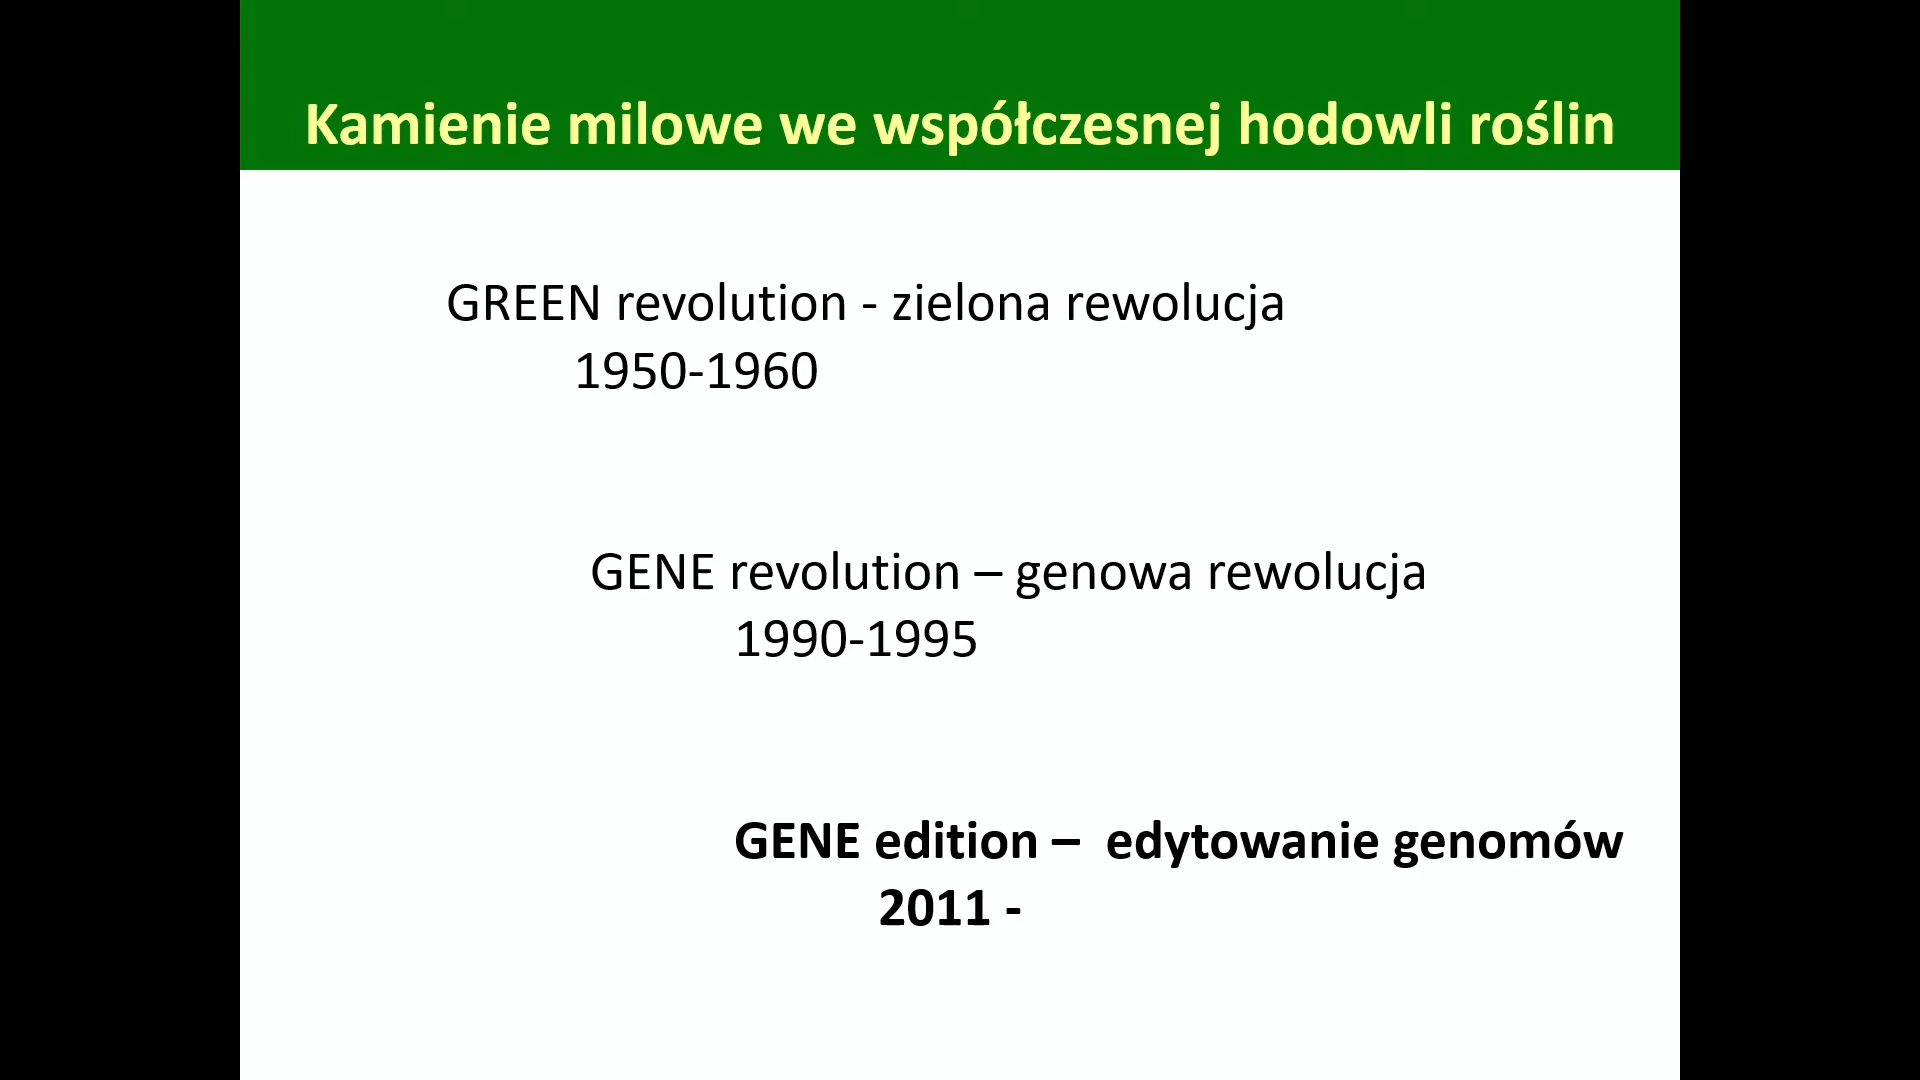 Kamienie milowe we współczesnej hodowli roślin
GREEN revolution - zielona rewolucja
1950-1960
GENE revolution – genowa rewolucja
1990-1995
GENE edition – edytowanie genomów
2011 -